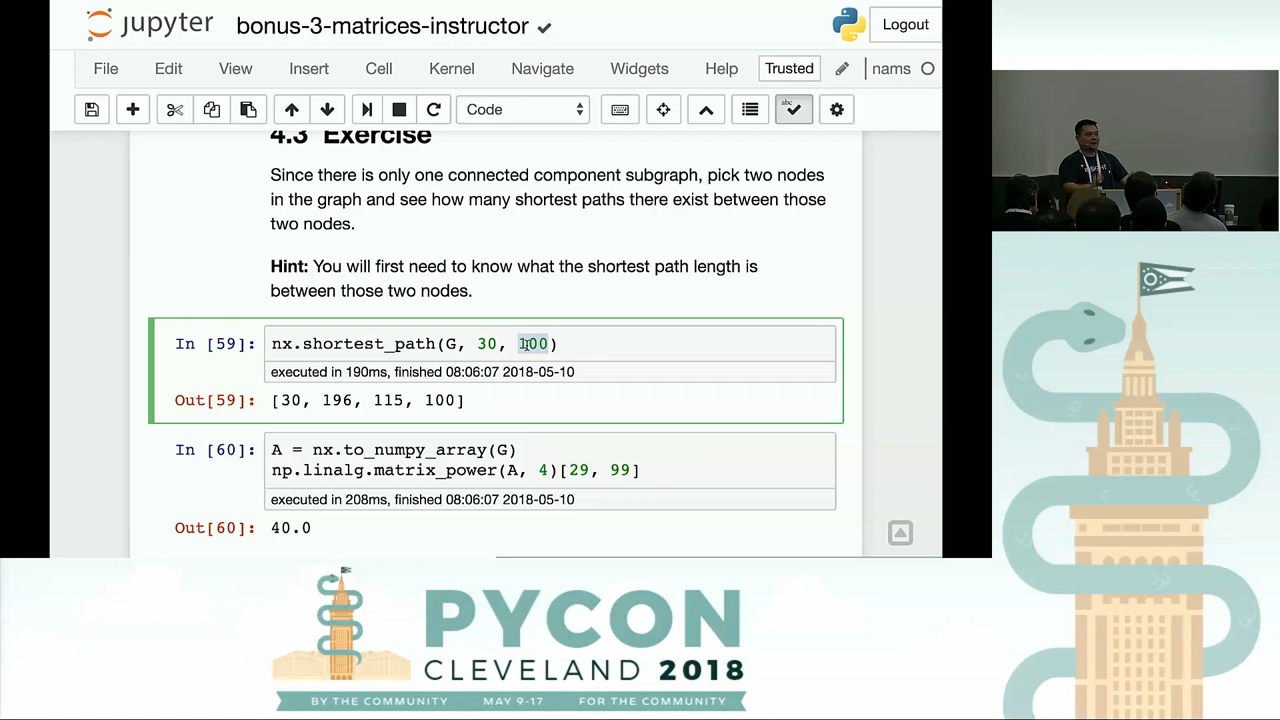 jupyter bonus-3-matrices-instructor Logout
File Edit View Insert Cell Kernel Navigate Widgets Help Trusted nams
Code
4.3 Exercise
Since there is only one connected component subgraph, pick two nodes
in the graph and see how many shortest paths there exist between those
two nodes.
Hint: You will first need to know what the shortest path length is
between those two nodes.
In [59]: nx.shortest_path(G, 30, 100)
executed in 190ms, finished 08:06:07 2018-05-10
Out[59]: [30, 196, 115, 100]
In [60]: A = nx.to_numpy_array(G)
np.linalg.matrix_power(A, 4)[29, 99]
executed in 208ms, finished 08:06:07 2018-05-10
Out[60]: 40.0
PYCON
CLEVELAND 2018
BY THE COMMUNITY MAY 9-17 FOR THE COMMUNITY